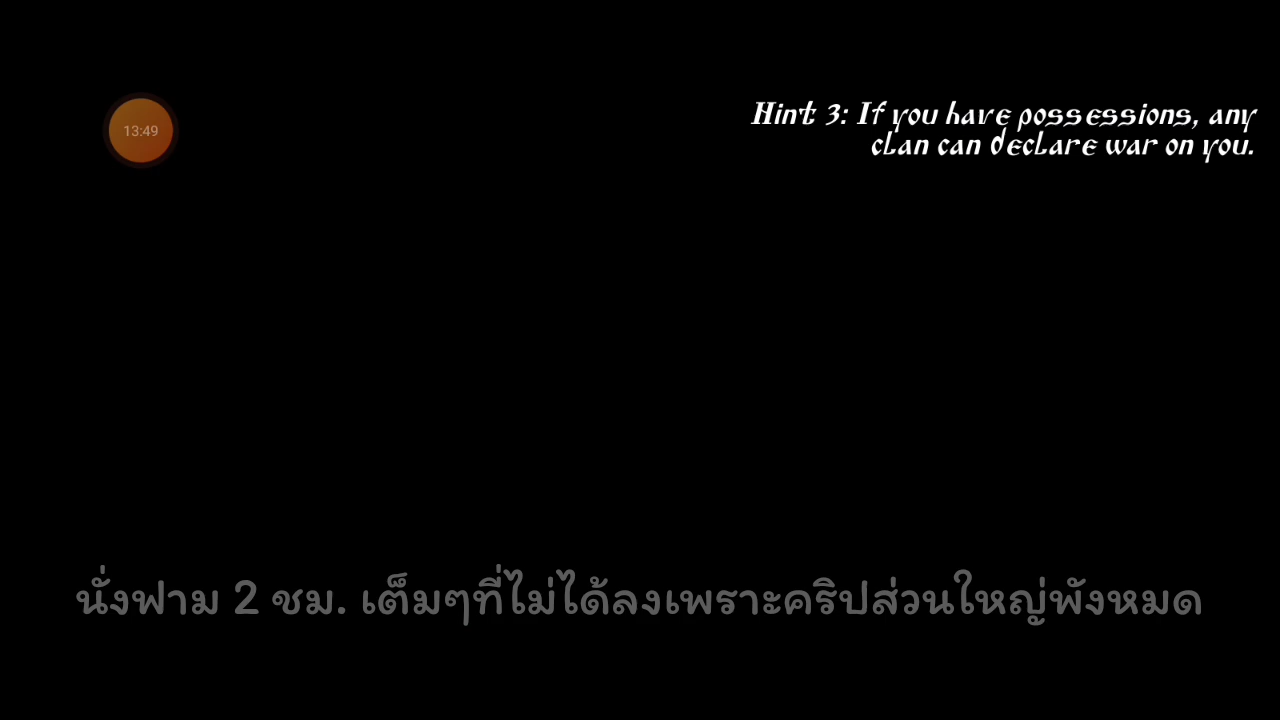 13:49
Hint 3: If you have possessions, any
clan can declare war on you.
นั่งฟาม 2 ชม. เต็มๆที่ไม่ได้ลงเพราะคริปส่วนใหญ่พังหมด